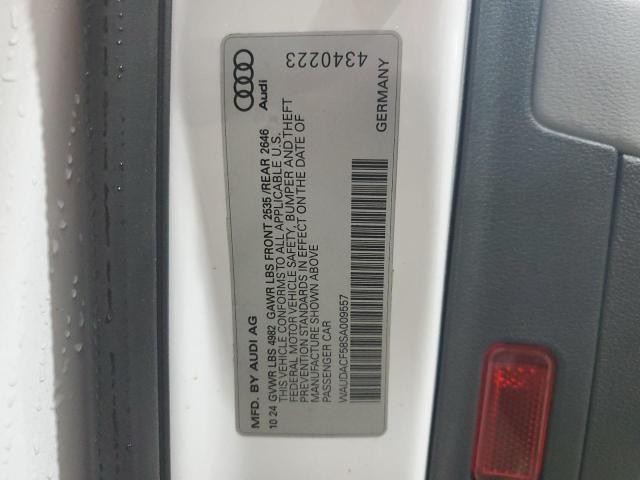 MFD. BY AUDI AG
Audi
10 24 GVWR LBS 4982 GAWR LBS FRONT 2535/REAR 2646
THIS VEHICLE CONFORMS TO ALL APPLICABLE U.S.
FEDERAL MOTOR VEHICLE SAFETY, BUMPER AND THEFT
PREVENTION STANDARDS IN EFFECT ON THE DATE OF
MANUFACTURE SHOWN ABOVE
PASSENGER CAR
WAUDACF58SA009557
GERMANY
4340223